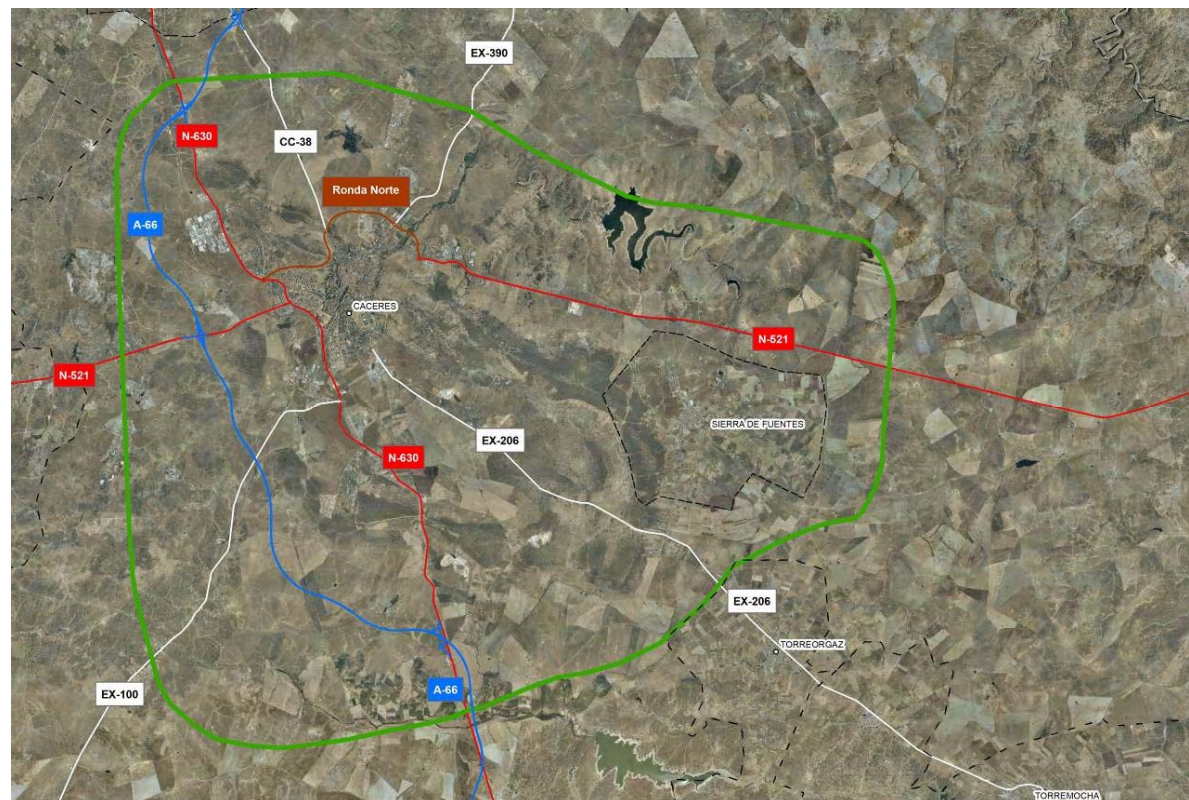 EX-390
N-630
CC-38
Ronda Norte
A-66
CACERES
N-521
N-521
SIERRA DE FUENTES
EX-206
N-630
EX-206
TORREORGAZ
EX-100
A-66
TORREMOCHA